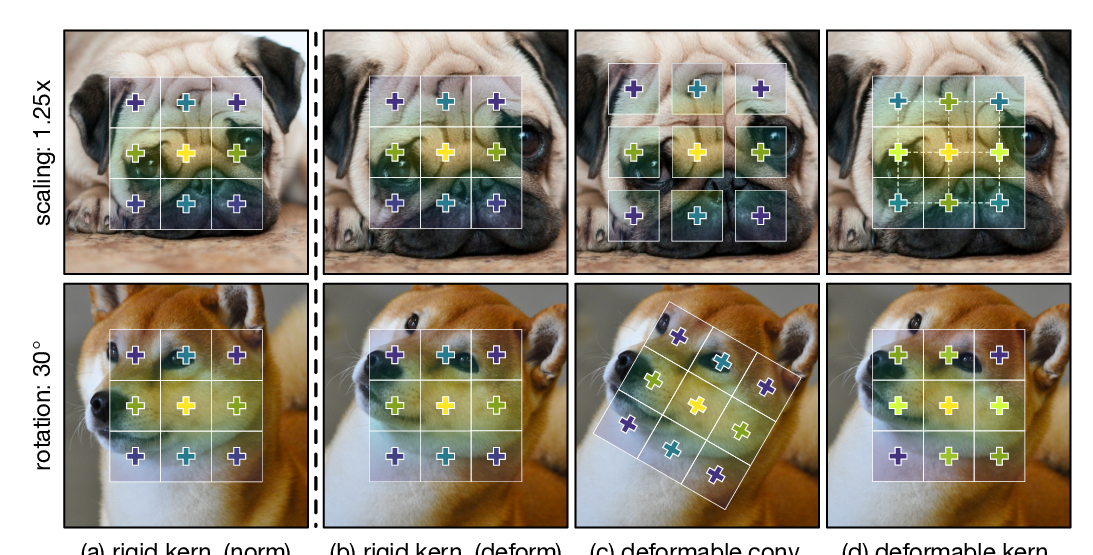 scaling: 1.25x
rotation: 30°
(a) rigid kern. (norm)
(b) rigid kern. (deform)
(c) deformable conv.
(d) deformable kern.